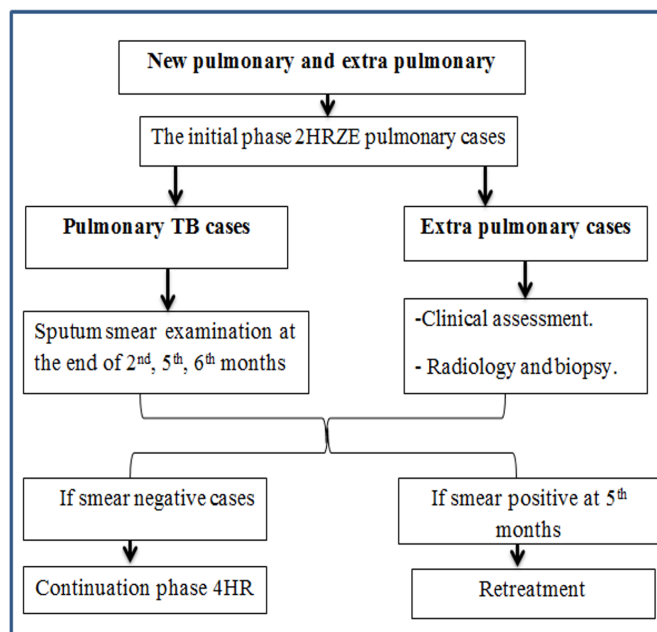 New pulmonary and extra pulmonary
The initial phase 2HRZE pulmonary cases
Pulmonary TB cases
Extra pulmonary cases
Sputum smear examination at
the end of 2nd, 5th, 6th months
-Clinical assessment.
- Radiology and biopsy.
If smear negative cases
If smear positive at 5th
months
Continuation phase 4HR
Retreatment